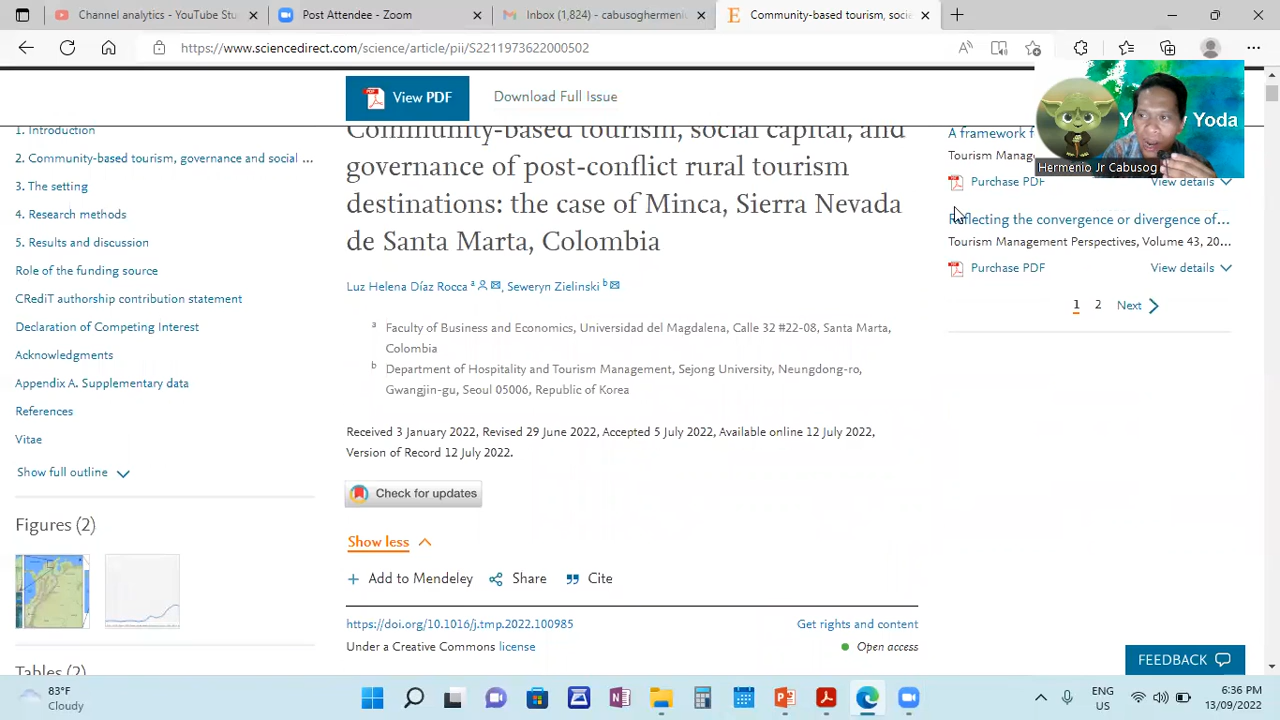 Channel analytics - YouTube Stu
Post Attendee - Zoom
Inbox (1,824) - cabusoghermenio
Community-based tourism, socia
https://www.sciencedirect.com/science/article/pii/S2211973622000502
View PDF
Download Full Issue
1. Introduction
2. Community-based tourism, governance and social ...
3. The setting
4. Research methods
5. Results and discussion
Role of the funding source
CRediT authorship contribution statement
Declaration of Competing Interest
Acknowledgments
Appendix A. Supplementary data
References
Vitae
Show full outline
Figures (2)
Tables (2)
Community-based tourism, social capital, and
governance of post-conflict rural tourism
destinations: the case of Minca, Sierra Nevada
de Santa Marta, Colombia
Luz Helena Díaz Rocca a, Seweryn Zielinski b
a Faculty of Business and Economics, Universidad del Magdalena, Calle 32 #22-08, Santa Marta,
Colombia
b Department of Hospitality and Tourism Management, Sejong University, Neungdong-ro,
Gwangjin-gu, Seoul 05006, Republic of Korea
Received 3 January 2022, Revised 29 June 2022, Accepted 5 July 2022, Available online 12 July 2022,
Version of Record 12 July 2022.
Check for updates
Show less
Add to Mendeley Share Cite
https://doi.org/10.1016/j.tmp.2022.100985
Get rights and content
Under a Creative Commons license
Open access
A framework f
Tourism Manag
Purchase PDF
View details
Reflecting the convergence or divergence of...
Tourism Management Perspectives, Volume 43, 20...
Purchase PDF
View details
1 2 Next
Yoda
Hermenio Jr Cabusog
FEEDBACK
83°F
Cloudy
ENG
US
6:36 PM
13/09/2022